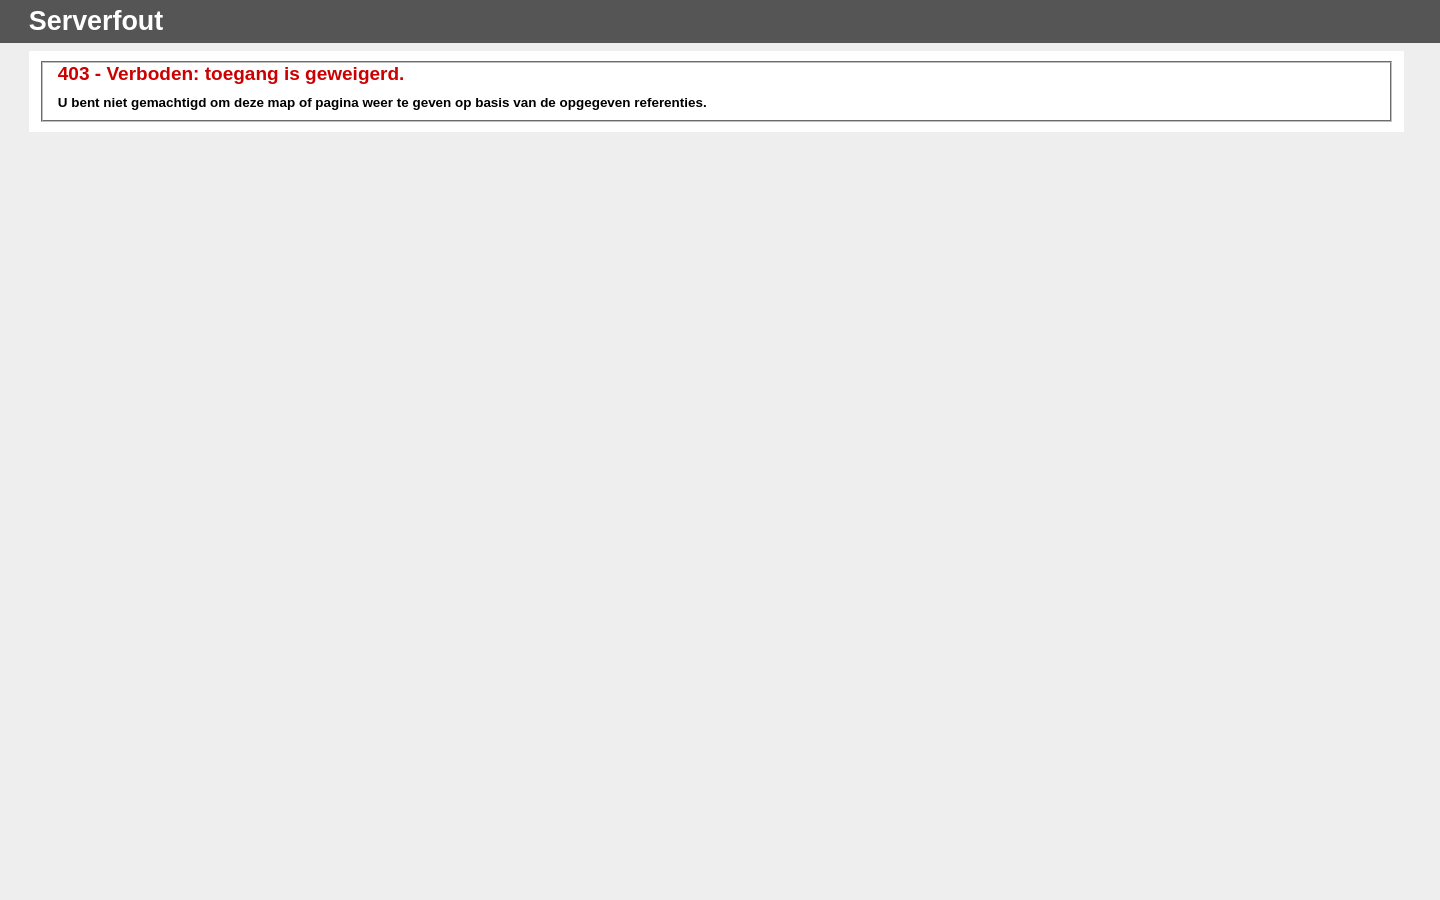 Serverfout
403 - Verboden: toegang is geweigerd.
U bent niet gemachtigd om deze map of pagina weer te geven op basis van de opgegeven referenties.